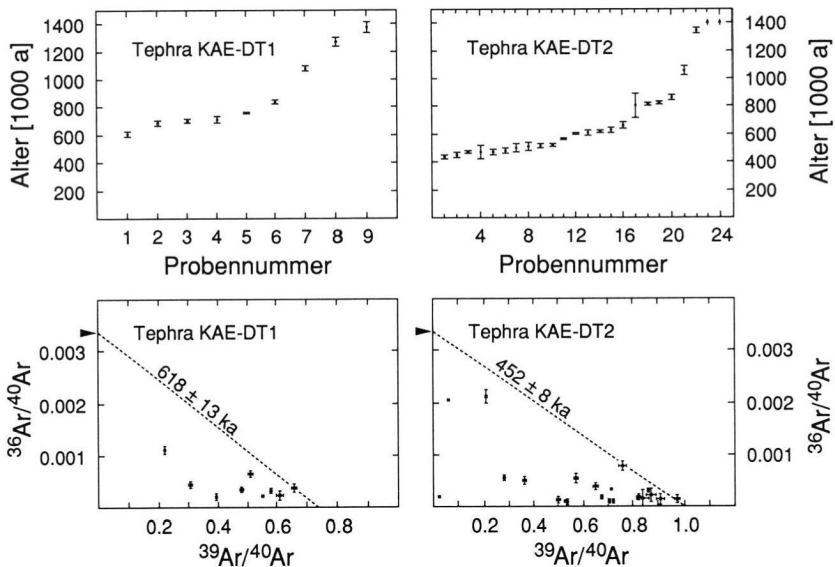 Tephra KAE-DT1
Alter [1000 a]
1400
1200
1000
800
600
400
200
1 2 3 4 5 6 7 8 9
Probennummer
Tephra KAE-DT2
1400
1200
1000
800
600
400
200
Alter [1000 a]
4 8 12 16 20 24
Probennummer
Tephra KAE-DT1
³⁶Ar/⁴⁰Ar
0.003
0.002
0.001
618 ± 13 ka
0.2 0.4 0.6 0.8
³⁹Ar/⁴⁰Ar
Tephra KAE-DT2
452 ± 8 ka
0.003
0.002
0.001
³⁶Ar/⁴⁰Ar
0.2 0.4 0.6 0.8 1.0
³⁹Ar/⁴⁰Ar